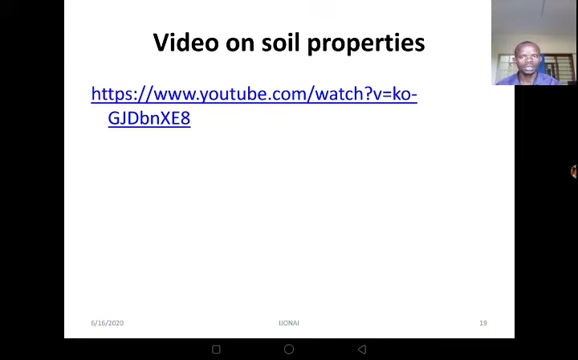 Video on soil properties
https://www.youtube.com/watch?v=ko-
GJDbnXE8
6/16/2020
IJONAI
19